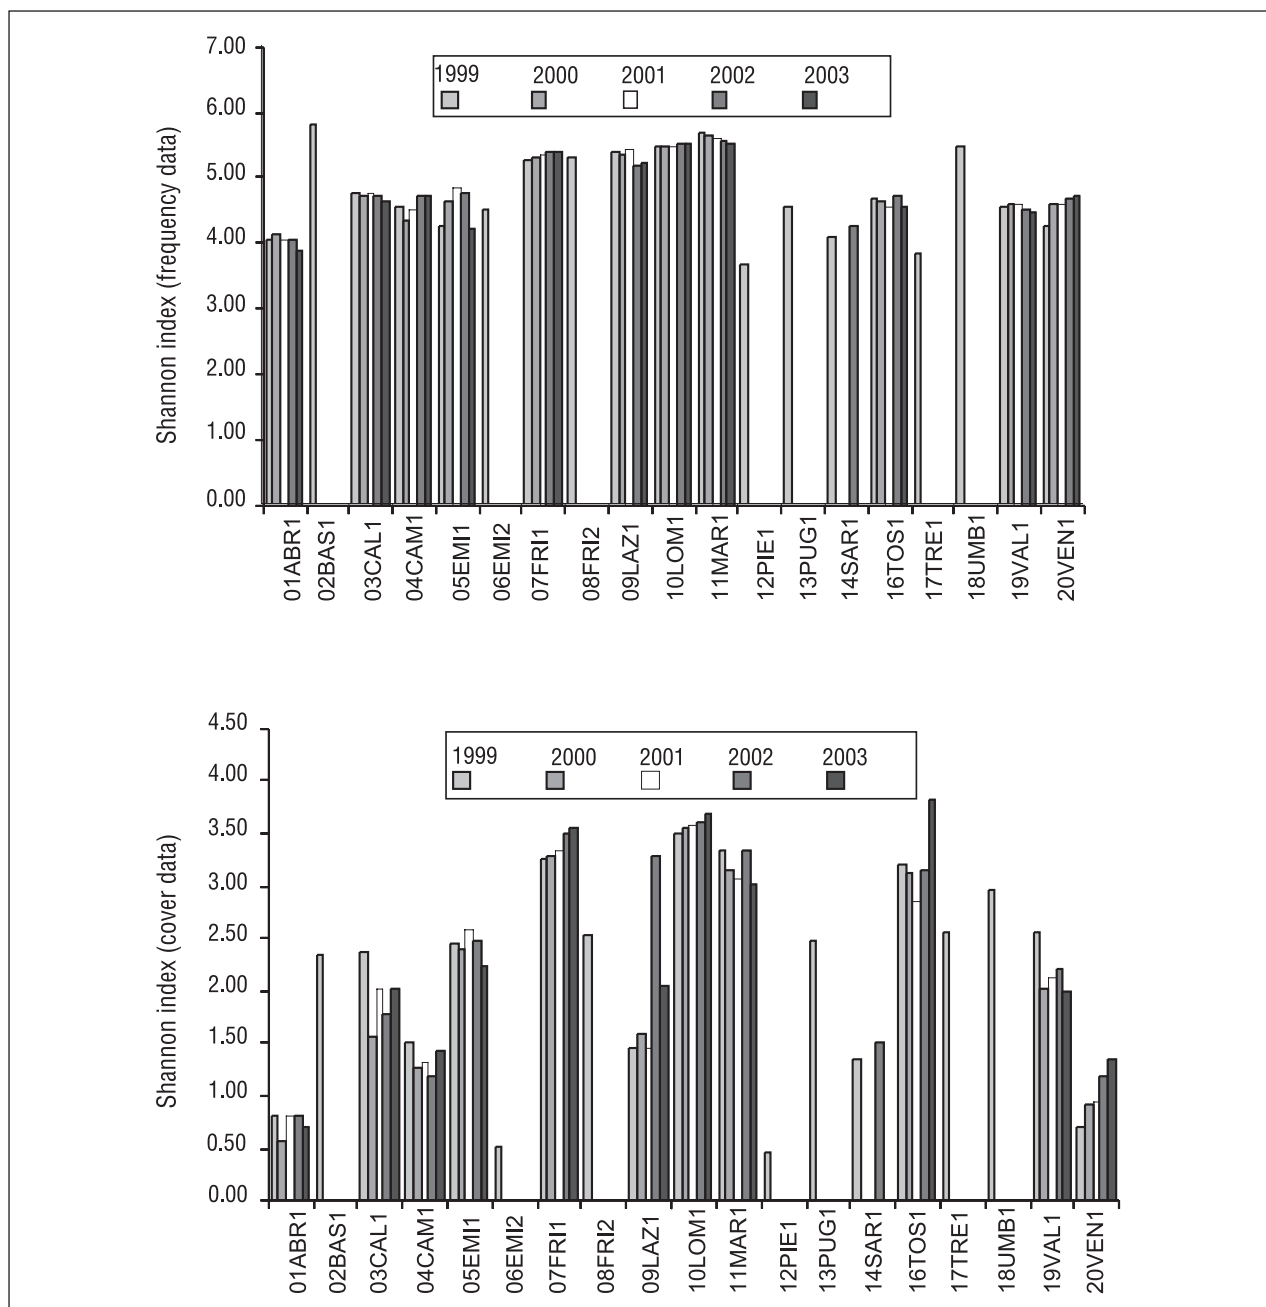 7.00
6.00
5.00
4.00
3.00
2.00
1.00
0.00
Shannon index (frequency data)
1999 2000 2001 2002 2003
01ABR1
02BAS1
03CAL1
04CAM1
05EMI1
06EMI2
07FRI1
08FRI2
09LAZ1
10LOM1
11MAR1
12PIE1
13PUG1
14SAR1
16TOS1
17TRE1
18UMB1
19VAL1
20VEN1
4.50
4.00
3.50
3.00
2.50
2.00
1.50
1.00
0.50
0.00
Shannon index (cover data)
1999 2000 2001 2002 2003
01ABR1
02BAS1
03CAL1
04CAM1
05EMI1
06EMI2
07FRI1
08FRI2
09LAZ1
10LOM1
11MAR1
12PIE1
13PUG1
14SAR1
16TOS1
17TRE1
18UMB1
19VAL1
20VEN1